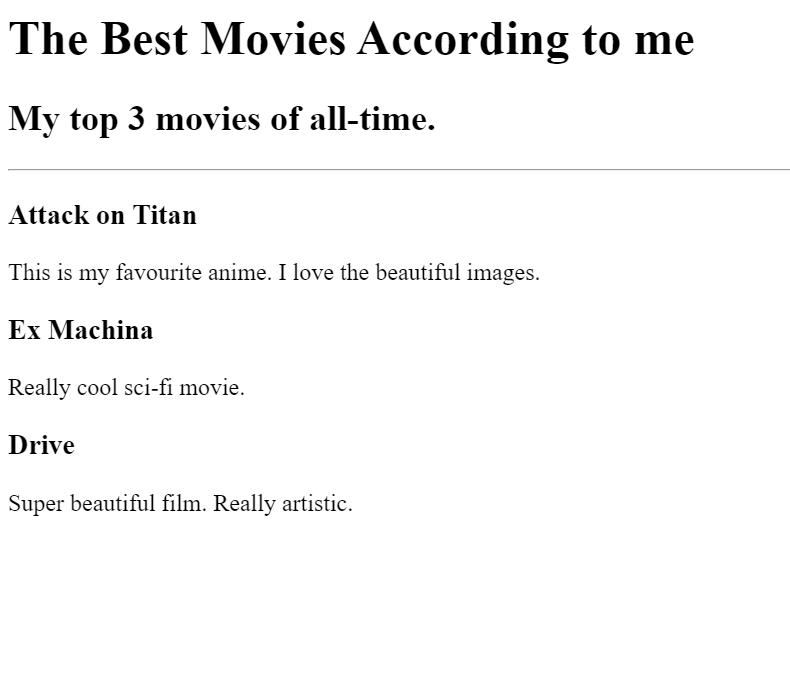 The Best Movies According to me
My top 3 movies of all-time.
Attack on Titan
This is my favourite anime. I love the beautiful images.
Ex Machina
Really cool sci-fi movie.
Drive
Super beautiful film. Really artistic.